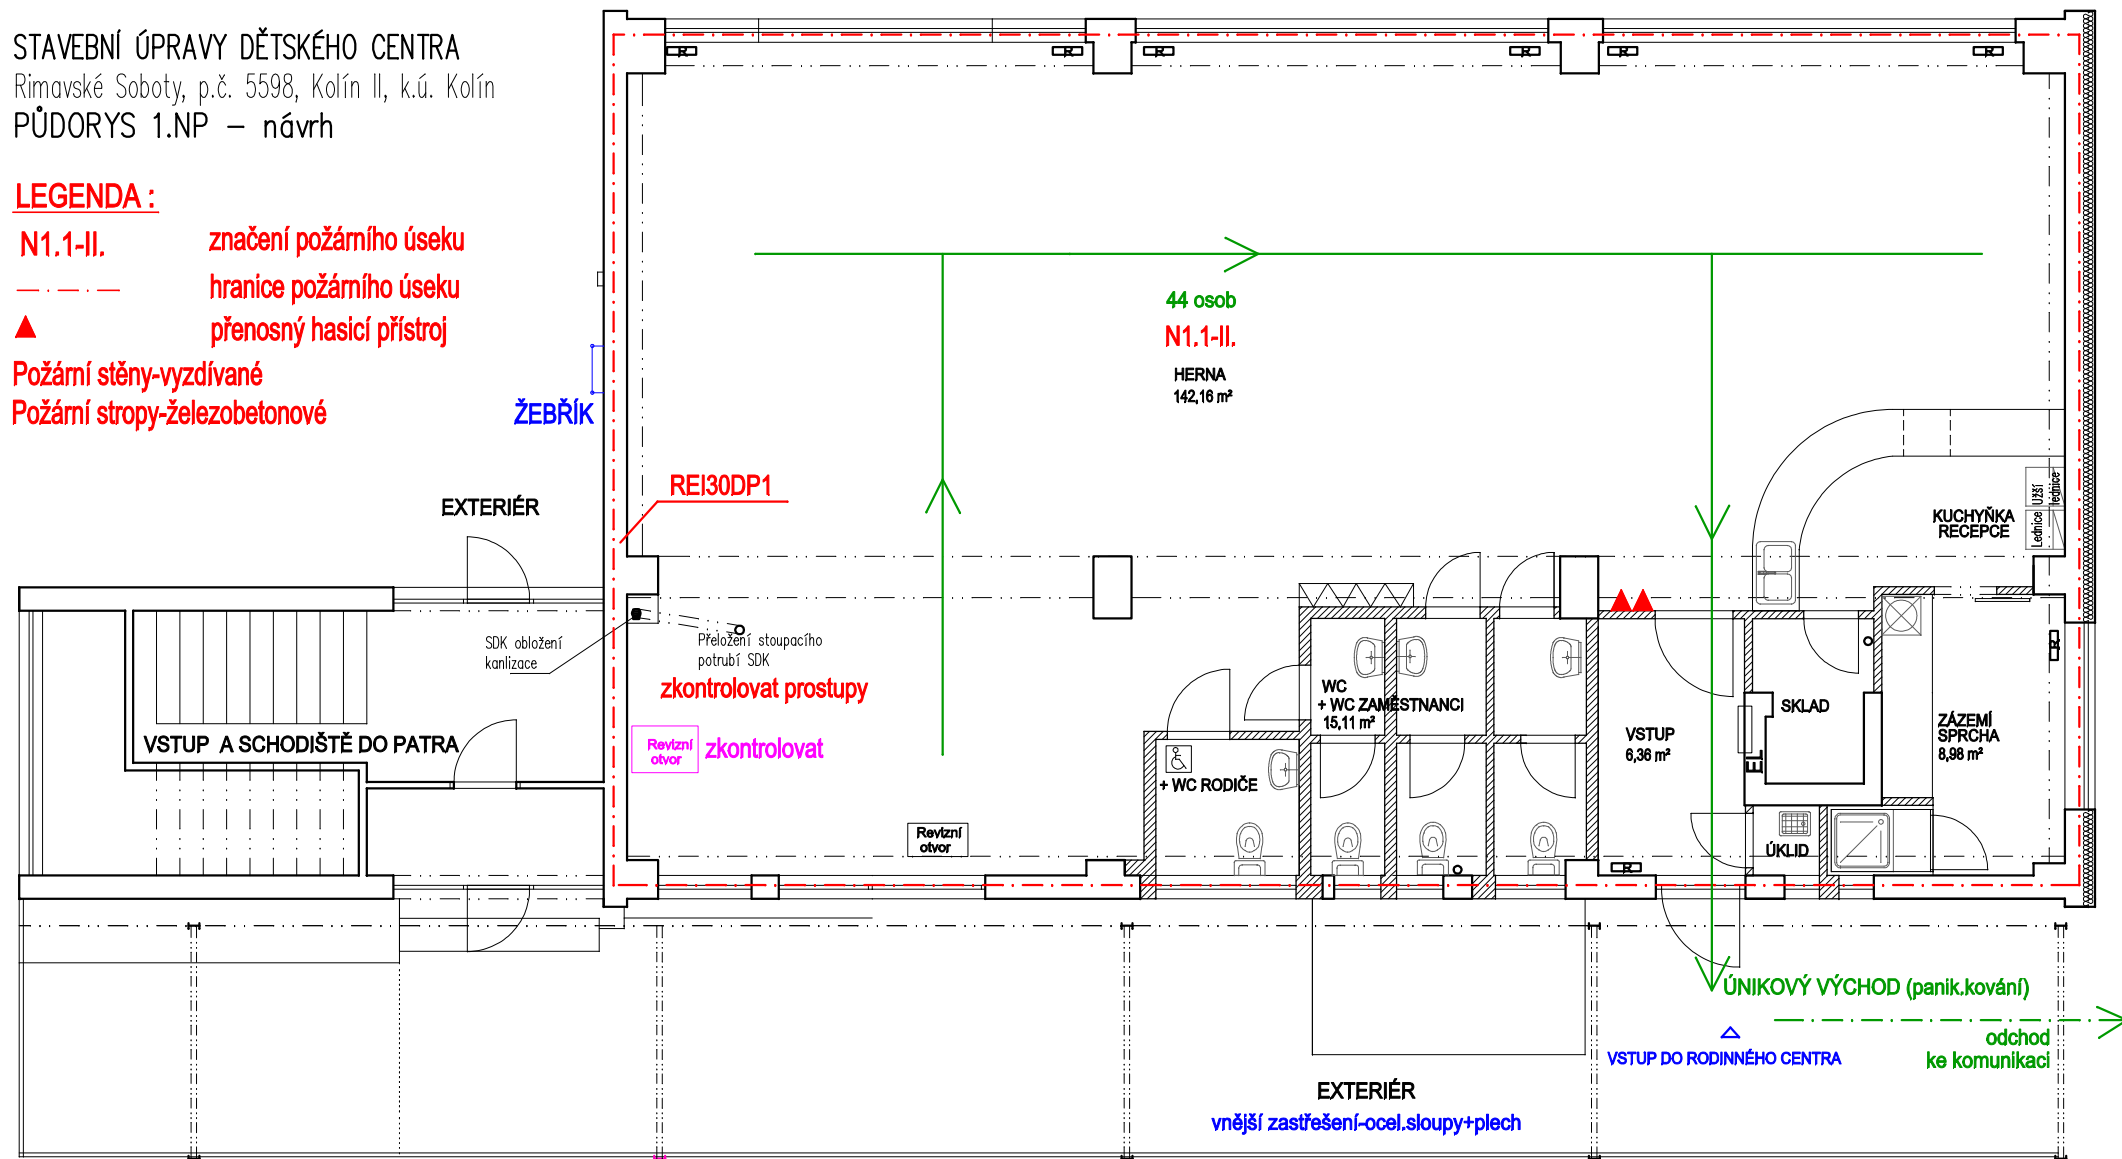 STAVEBNÍ ÚPRAVY DĚTSKÉHO CENTRA
Rimavské Soboty, p.č. 5598, Kolín II, k.ú. Kolín
PŮDORYS 1.NP – návrh
LEGENDA :
N1.1-II.
značení požárního úseku
hranice požárního úseku
přenosný hasicí přístroj
Požární stěny-vyzdívané
Požární stropy-železobetonové
ŽEBŘÍK
EXTERIÉR
REI30DP1
44 osob
N1.1-II.
HERNA
142,16 m²
R
R
R
R
R
R
KUCHYŇKA
RECEPCE
Lednice
Užší
lednice
SDK obložení
kanlizace
Přeložení stoupacího
potrubí SDK
zkontrolovat prostupy
Revizní
otvor
zkontrolovat
VSTUP A SCHODIŠTĚ DO PATRA
Revizní
otvor
WC
+ WC ZAMĚSTNANCI
15,11 m²
+ WC RODIČE
VSTUP
6,36 m²
EL
SKLAD
ZÁZEMÍ
SPRCHA
8,98 m²
R
ÚKLID
R
ÚNIKOVÝ VÝCHOD (panik.kování)
odchod
ke komunikaci
VSTUP DO RODINNÉHO CENTRA
EXTERIÉR
vnější zastřešení-ocel.sloupy+plech